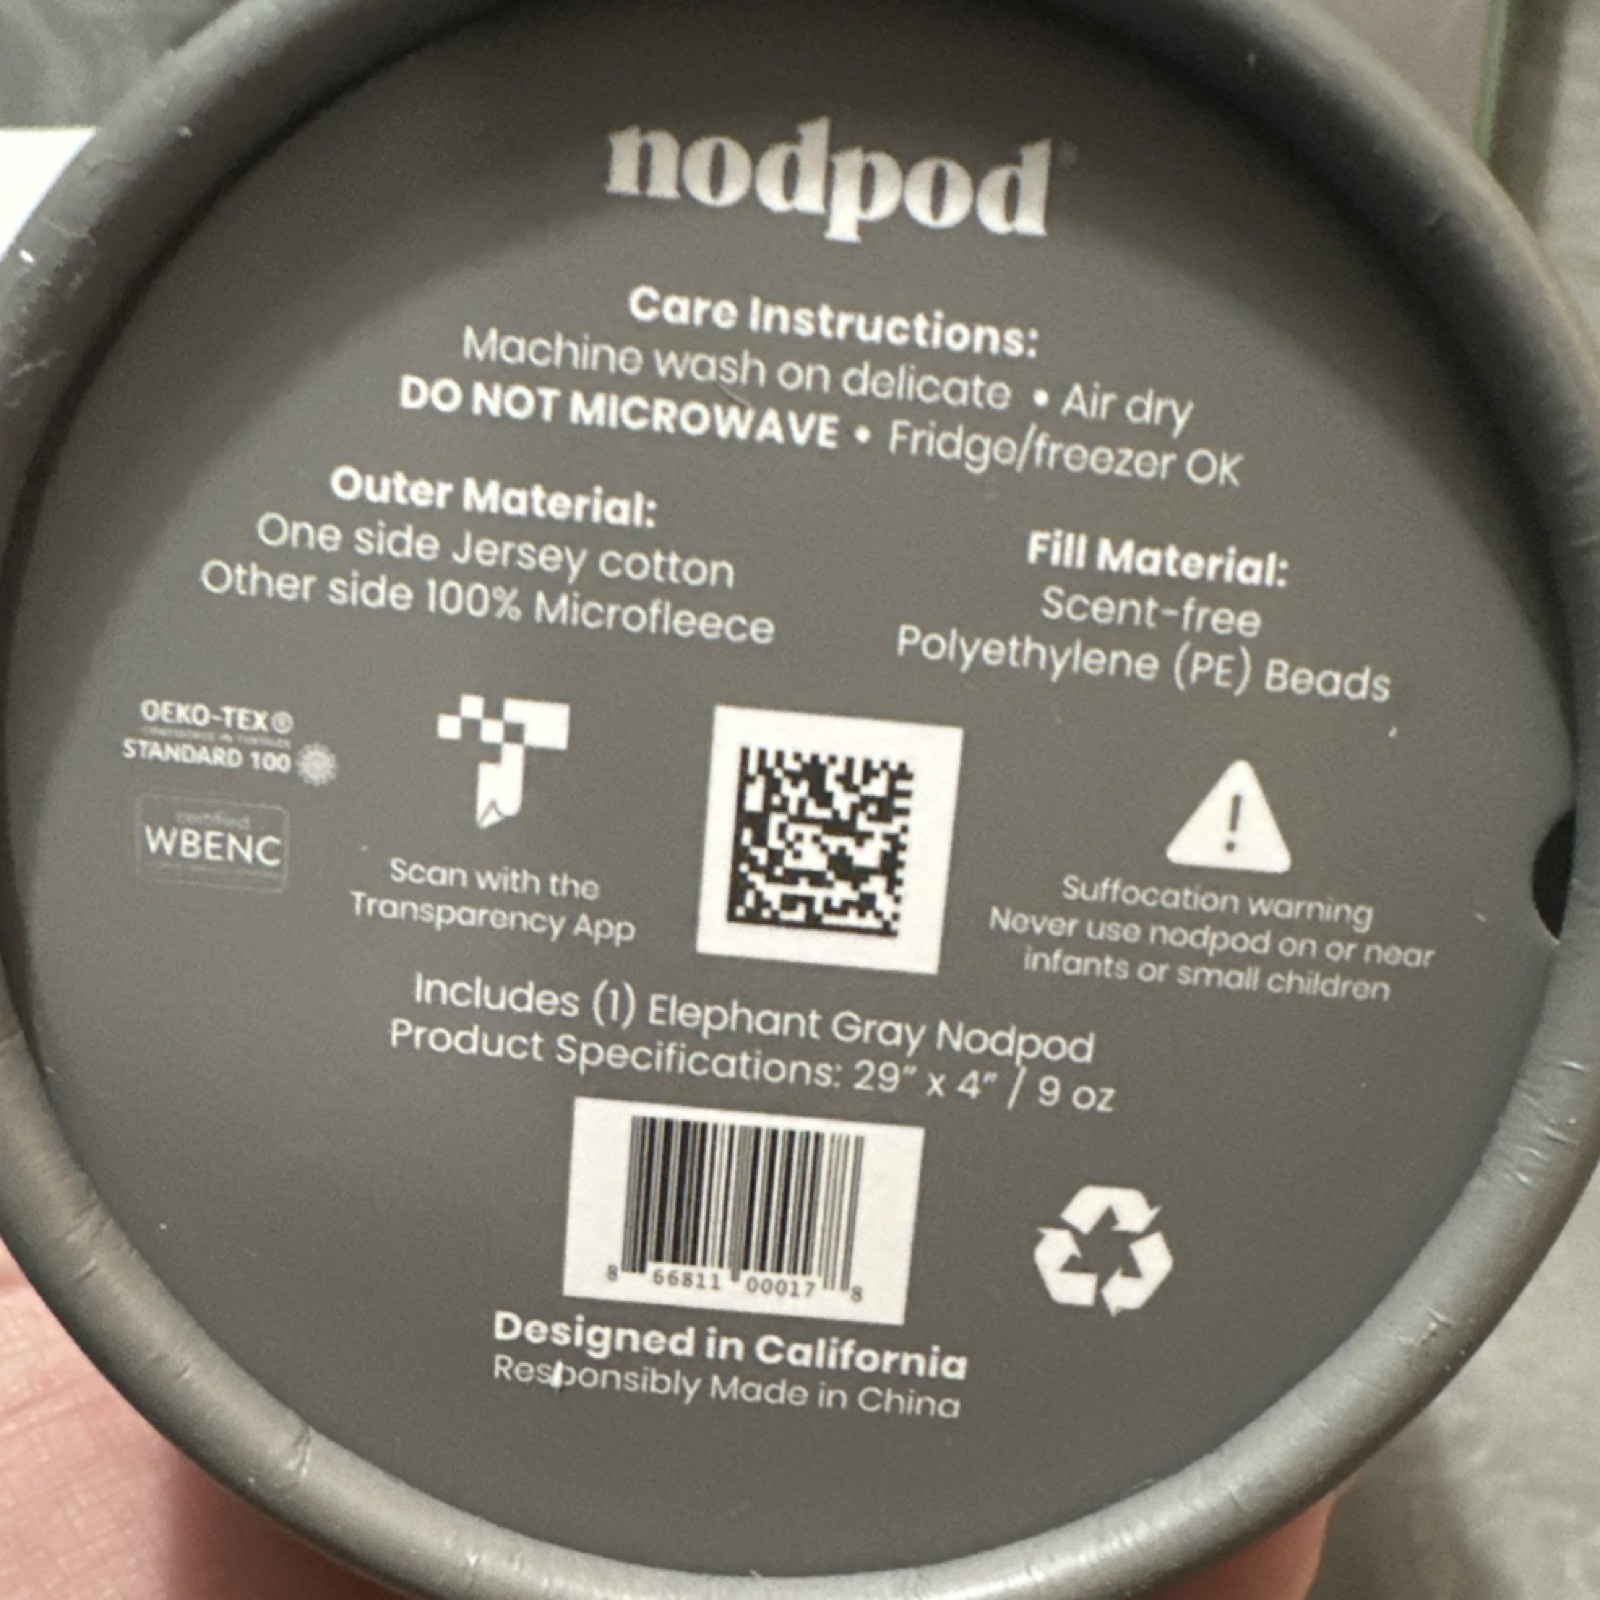 nodpod
Care Instructions:
Machine wash on delicate • Air dry
DO NOT MICROWAVE • Fridge/freezer OK
Outer Material:
One side Jersey cotton
Other side 100% Microfleece
Fill Material:
Scent-free
Polyethylene (PE) Beads
OEKO-TEX®
STANDARD 100
certified
WBENC
Scan with the
Transparency App
Suffocation warning
Never use nodpod on or near
infants or small children
Includes (1) Elephant Gray Nodpod
Product Specifications: 29” x 4” / 9 oz
8 66811 00017 8
Designed in California
Responsibly Made in China